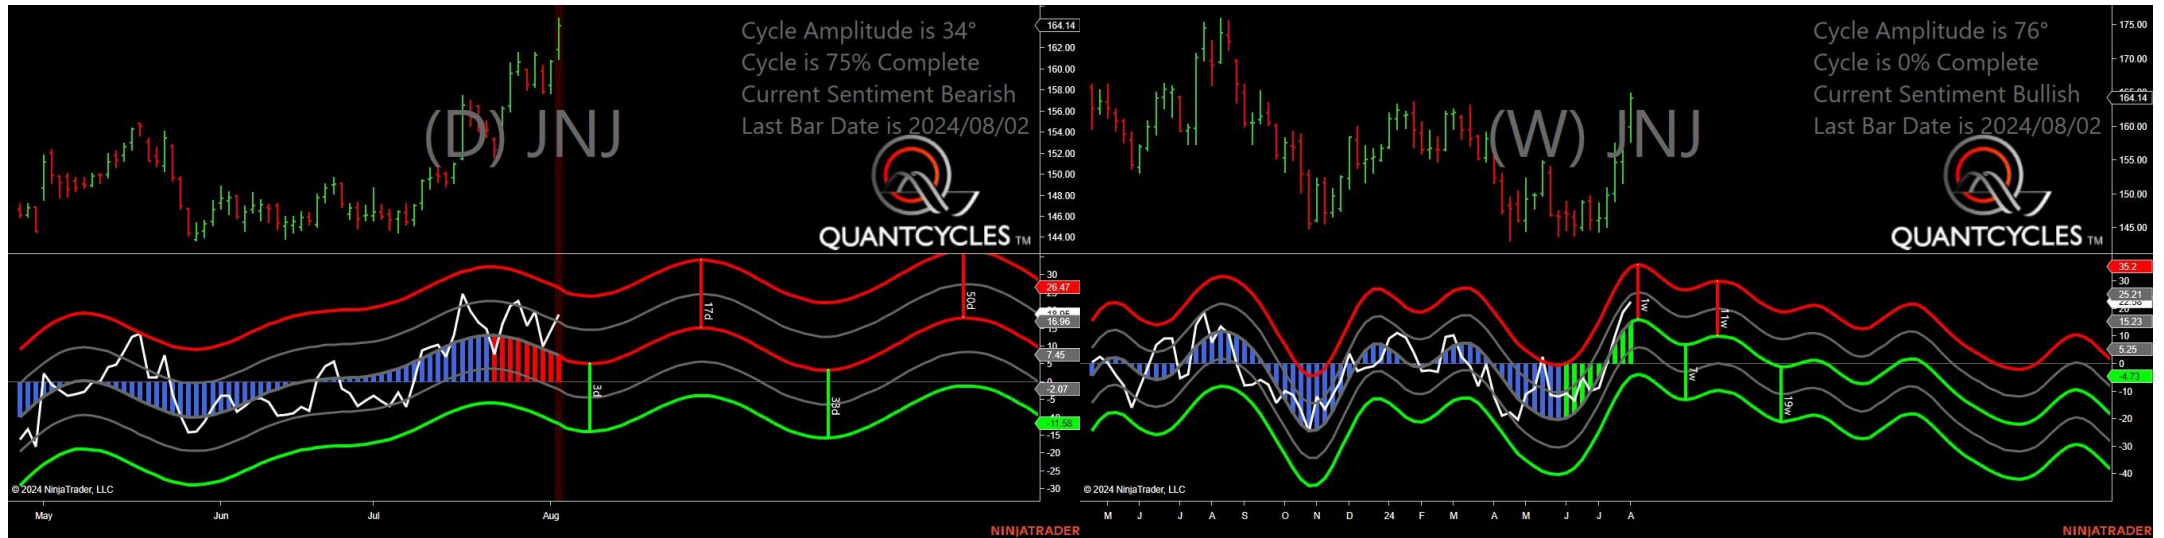 Cycle Amplitude is 34°
Cycle is 75% Complete
Current Sentiment Bearish
Last Bar Date is 2024/08/02
(D) JNJ
QUANTCYCLES TM
164.14
162.00
160.00
158.00
156.00
154.00
152.00
150.00
148.00
146.00
144.00
30
26.47
16.96
15
10
7.45
5
0
-2.07
-5
-11.58
-15
-20
-25
-30
3d
17d
33d
50d
© 2024 NinjaTrader, LLC
May Jun Jul Aug
NINJATRADER
Cycle Amplitude is 76°
Cycle is 0% Complete
Current Sentiment Bullish
Last Bar Date is 2024/08/02
(W) JNJ
QUANTCYCLES TM
175.00
170.00
164.14
160.00
155.00
150.00
145.00
35.2
30
25.21
15.23
10
5.25
0
-4.73
-10
-20
-30
-40
1w
7w
11w
19w
© 2024 NinjaTrader, LLC
M J J A S O N D 24 F M A M J J A
NINJATRADER